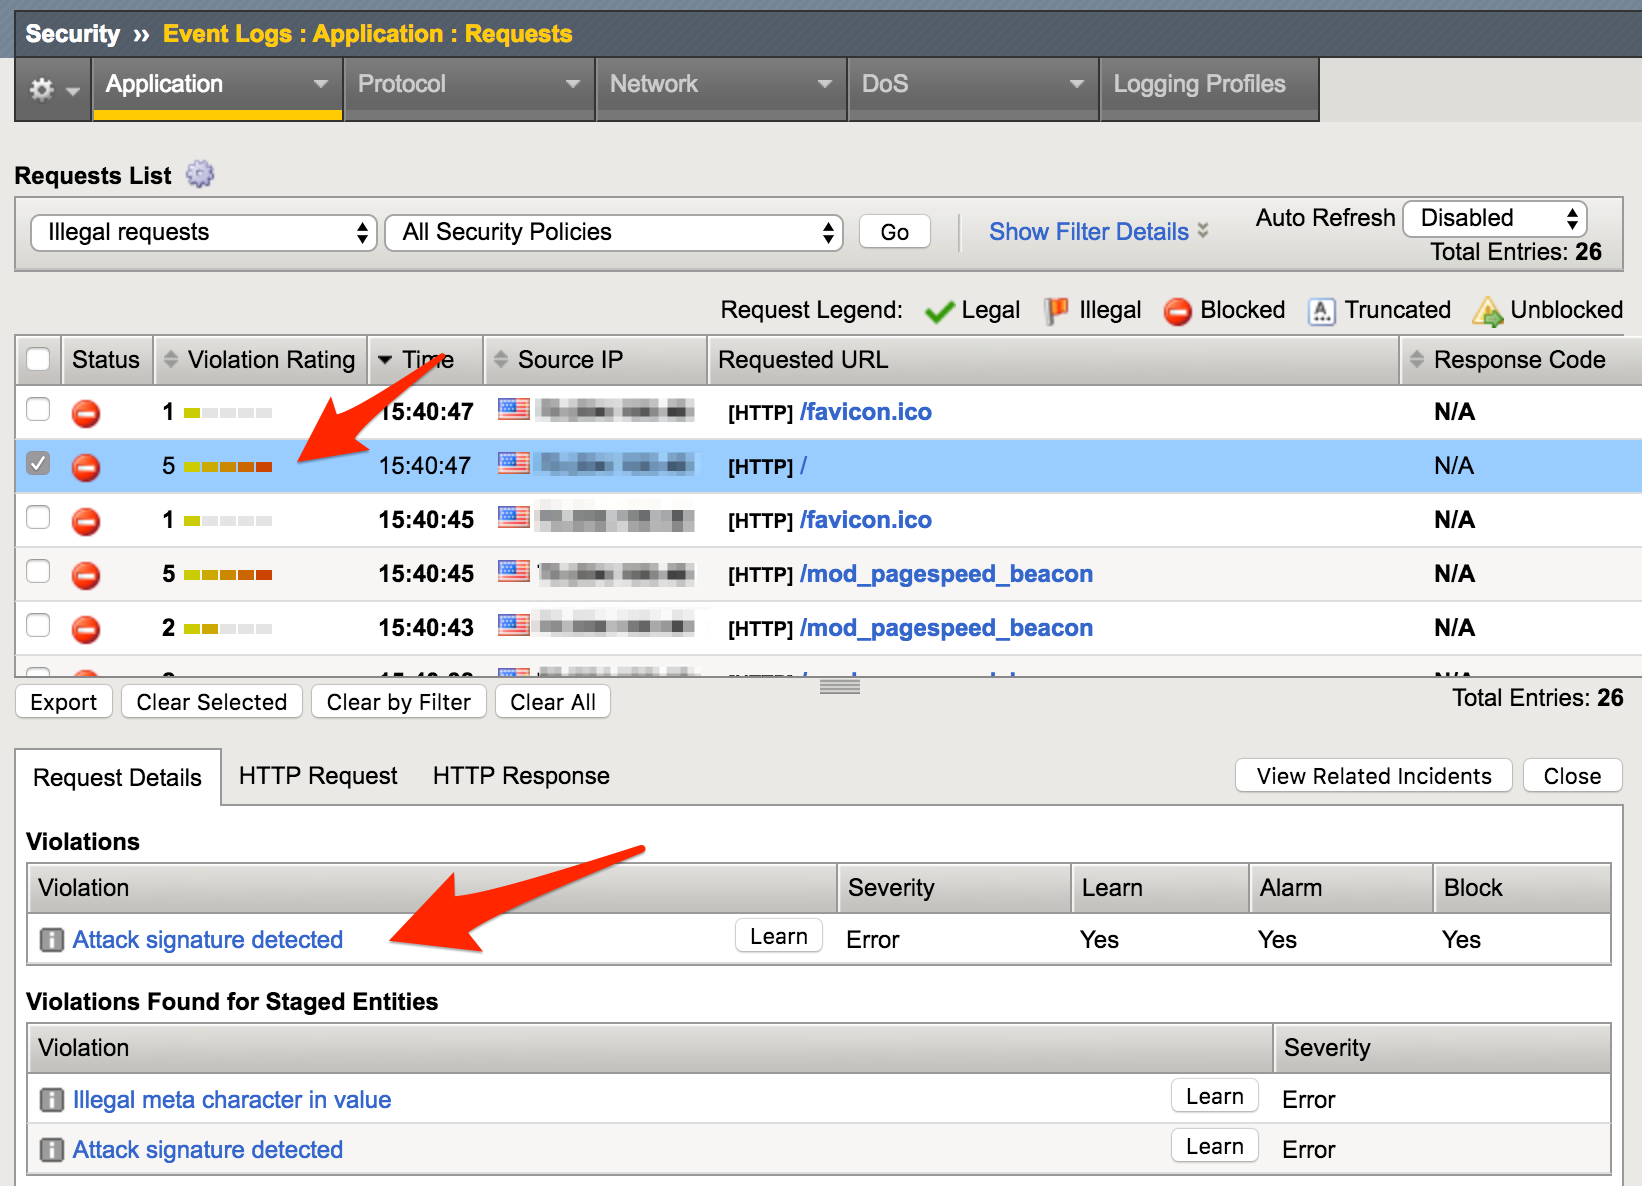 Security » Event Logs : Application : Requests
Application Protocol Network DoS Logging Profiles
Requests List
Illegal requests All Security Policies Go Show Filter Details Auto Refresh Disabled
Total Entries: 26
Request Legend: Legal Illegal Blocked A... Truncated Unblocked
Status Violation Rating Time Source IP Requested URL Response Code
1 15:40:47 [HTTP] /favicon.ico N/A
5 15:40:47 [HTTP] / N/A
1 15:40:45 [HTTP] /favicon.ico N/A
5 15:40:45 [HTTP] /mod_pagespeed_beacon N/A
2 15:40:43 [HTTP] /mod_pagespeed_beacon N/A
Export Clear Selected Clear by Filter Clear All Total Entries: 26
Request Details HTTP Request HTTP Response View Related Incidents Close
Violations
Violation Severity Learn Alarm Block
Attack signature detected Learn Error Yes Yes Yes
Violations Found for Staged Entities
Violation Severity
Illegal meta character in value Learn Error
Attack signature detected Learn Error